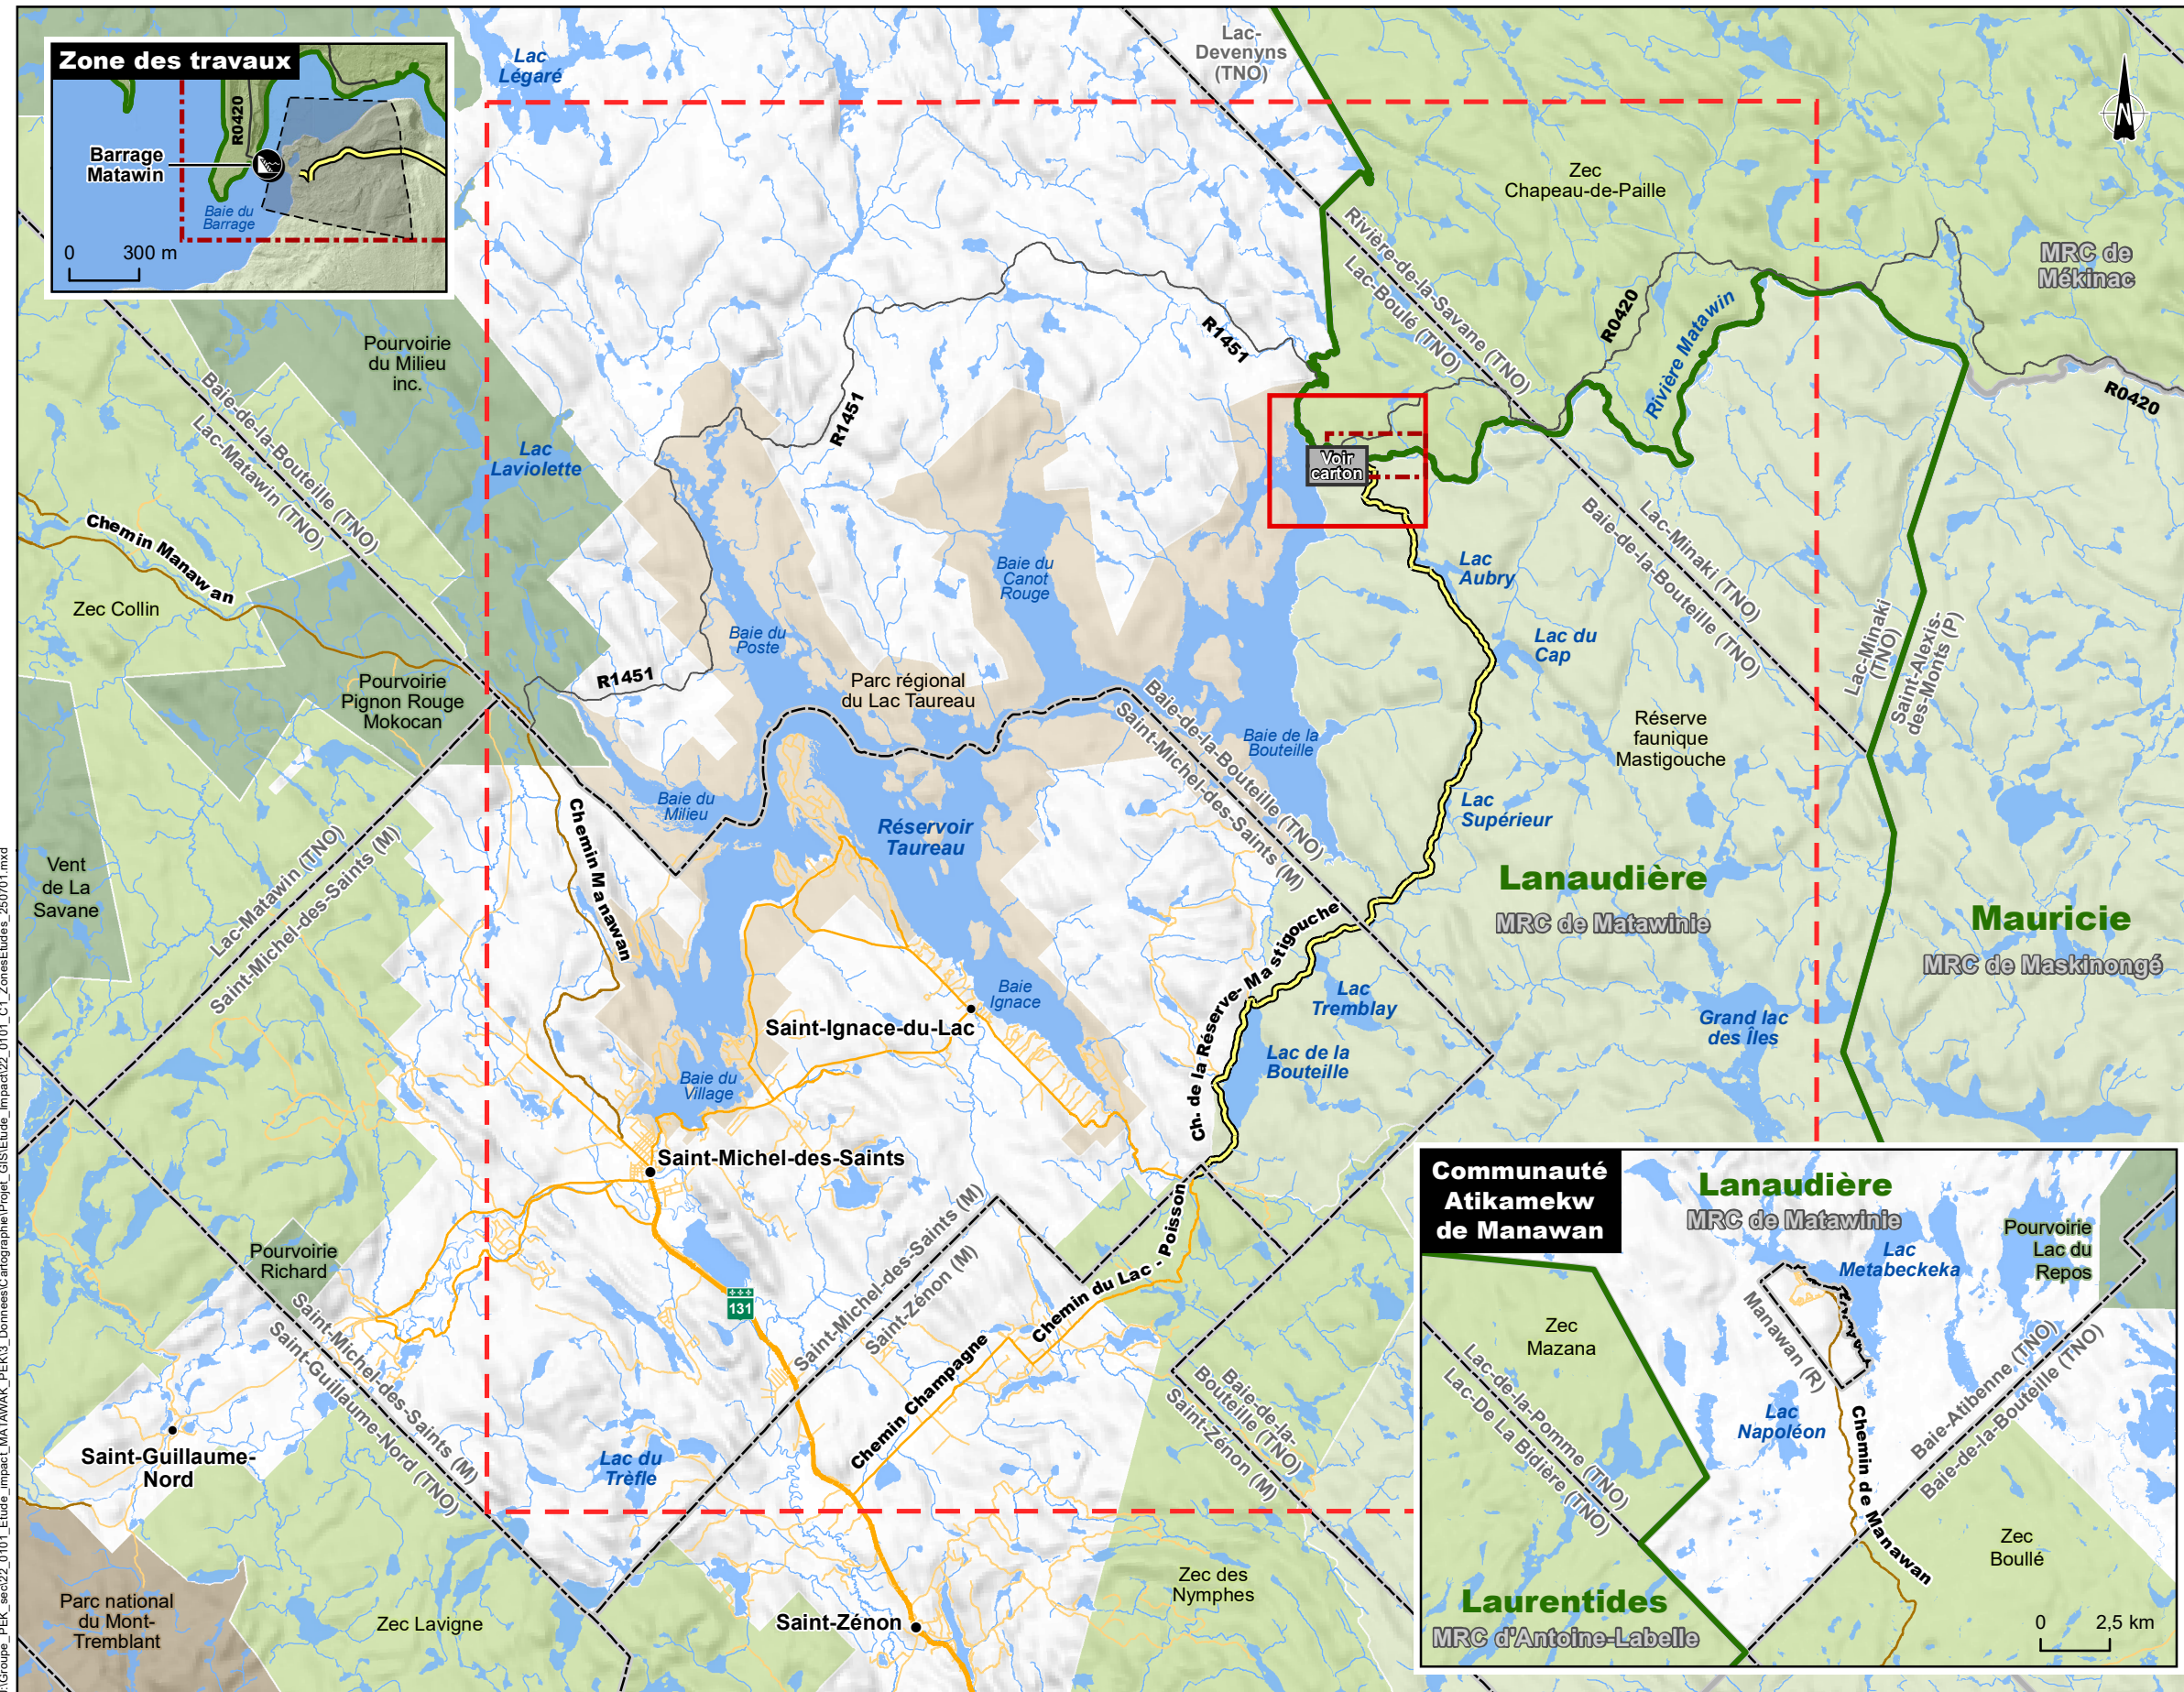 Zone des travaux
R0420
Barrage
Matawin
Baie du
Barrage
0 300 m
Lac
Légaré
Lac-
Devenyns
(TNO)
Zec
Chapeau-de-Paille
N
MRC de
Mékinac
Rivière-de-la-Savane (TNO)
Lac-Boulé (TNO)
R0420
Rivière Matawin
R0420
R1451
R1451
Pourvoirie
du Milieu
inc.
Baie-de-la-Bouteille (TNO)
Lac-Matawin (TNO)
Lac
Laviolette
Voir
carton
Chemin Manawan
Zec Collin
Baie du
Canot
Rouge
Lac
Aubry
Lac-Minaki (TNO)
Baie-de-la-Bouteille (TNO)
Baie du
Poste
Lac du
Cap
Lac-Minaki
(TNO)
Saint-Alexis-
des-Monts (P)
R1451
Parc régional
du Lac Taureau
Pourvoirie
Pignon Rouge
Mokocan
Baie-de-la-Bouteille (TNO)
Saint-Michel-des-Saints (M)
Baie de la
Bouteille
Réserve
faunique
Mastigouche
Baie du
Milieu
Réservoir
Taureau
Lac
Supérieur
Chemin Manawan
Vent
de La
Savane
Lac-Matawin (TNO)
Saint-Michel-des-Saints (M)
Lanaudière
MRC de Matawinie
Mauricie
MRC de Maskinongé
Ch. de la Réserve-Mastigouche
Baie
Ignace
Lac
Tremblay
Saint-Ignace-du-Lac
Grand lac
des Îles
Lac de la
Bouteille
Baie du
Village
Saint-Michel-des-Saints
Pourvoirie
Richard
131
Saint-Michel-des-Saints (M)
Saint-Zénon (M)
Chemin du Lac - Poisson
Chemin Champagne
Saint-Michel-des-Saints (M)
Saint-Guillaume-Nord (TNO)
Baie-de-la-
Bouteille (TNO)
Saint-Zénon (M)
Saint-Guillaume-
Nord
Lac du
Trèfle
Parc national
du Mont-
Tremblant
Zec Lavigne
Saint-Zénon
Zec des
Nymphes
Communauté
Atikamekw
de Manawan
Lanaudière
MRC de Matawinie
Pourvoirie
Lac du
Repos
Lac
Metabeckeka
Manawan (R)
Zec
Mazana
Lac-de-la-Pomme (TNO)
Lac-De La Bidière (TNO)
Lac
Napoléon
Chemin de Manawan
Baie-Atibenne (TNO)
Baie-de-la-Bouteille (TNO)
Zec
Boullé
Laurentides
MRC d'Antoine-Labelle
0 2,5 km